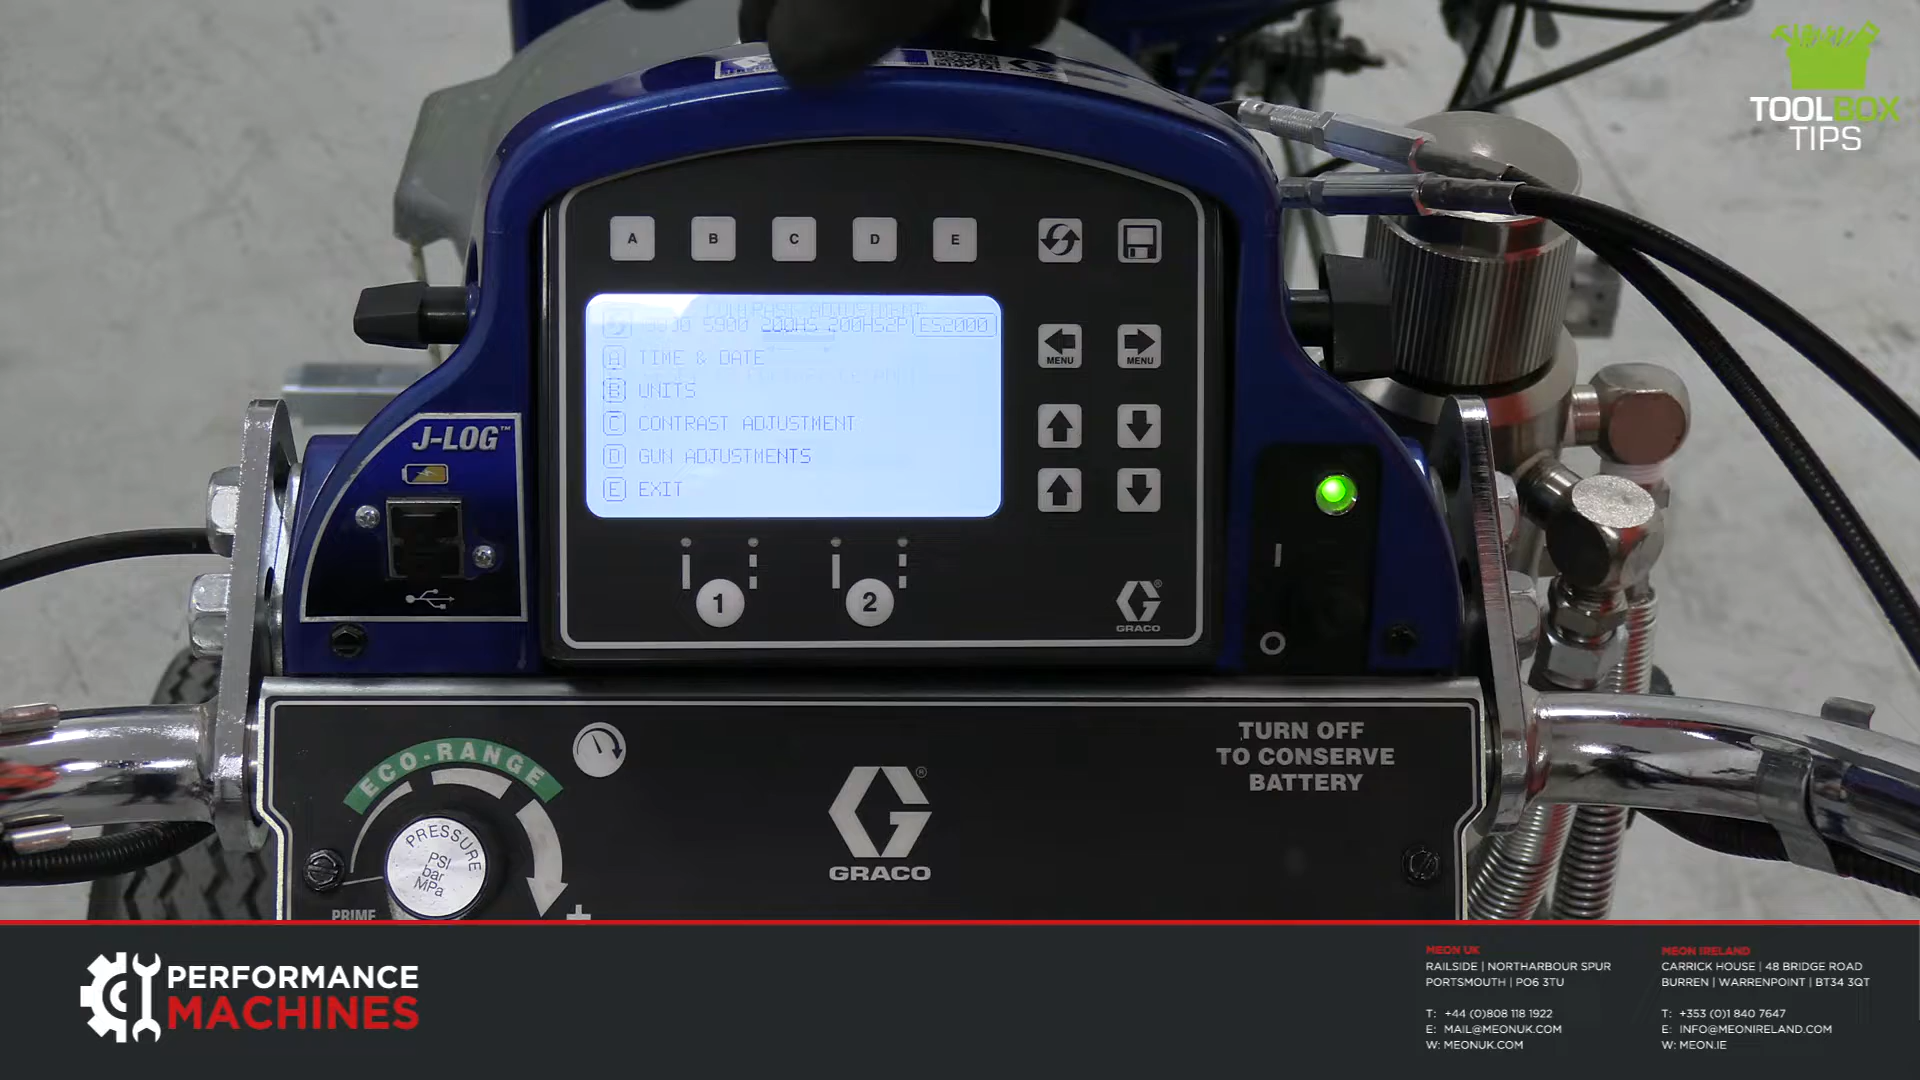 TOOLBOX
TIPS
A B C D E
5900 200HS 200HS2P ES2000
A TIME & DATE
B UNITS
C CONTRAST ADJUSTMENT
D GUN ADJUSTMENTS
E EXIT
MENU MENU
J-LOG™
1 2
GRACO
I
O
ECO-RANGE
PRESSURE
PSI
bar
MPa
PRIME
+
GRACO
TURN OFF
TO CONSERVE
BATTERY
PERFORMANCE
MACHINES
MEON UK
RAILSIDE | NORTHARBOUR SPUR
PORTSMOUTH | PO6 3TU
T: +44 (0)808 118 1922
E: MAIL@MEONUK.COM
W: MEONUK.COM
MEON IRELAND
CARRICK HOUSE | 48 BRIDGE ROAD
BURREN | WARRENPOINT | BT34 3QT
T: +353 (0)1 840 7647
E: INFO@MEONIRELAND.COM
W: MEON.IE